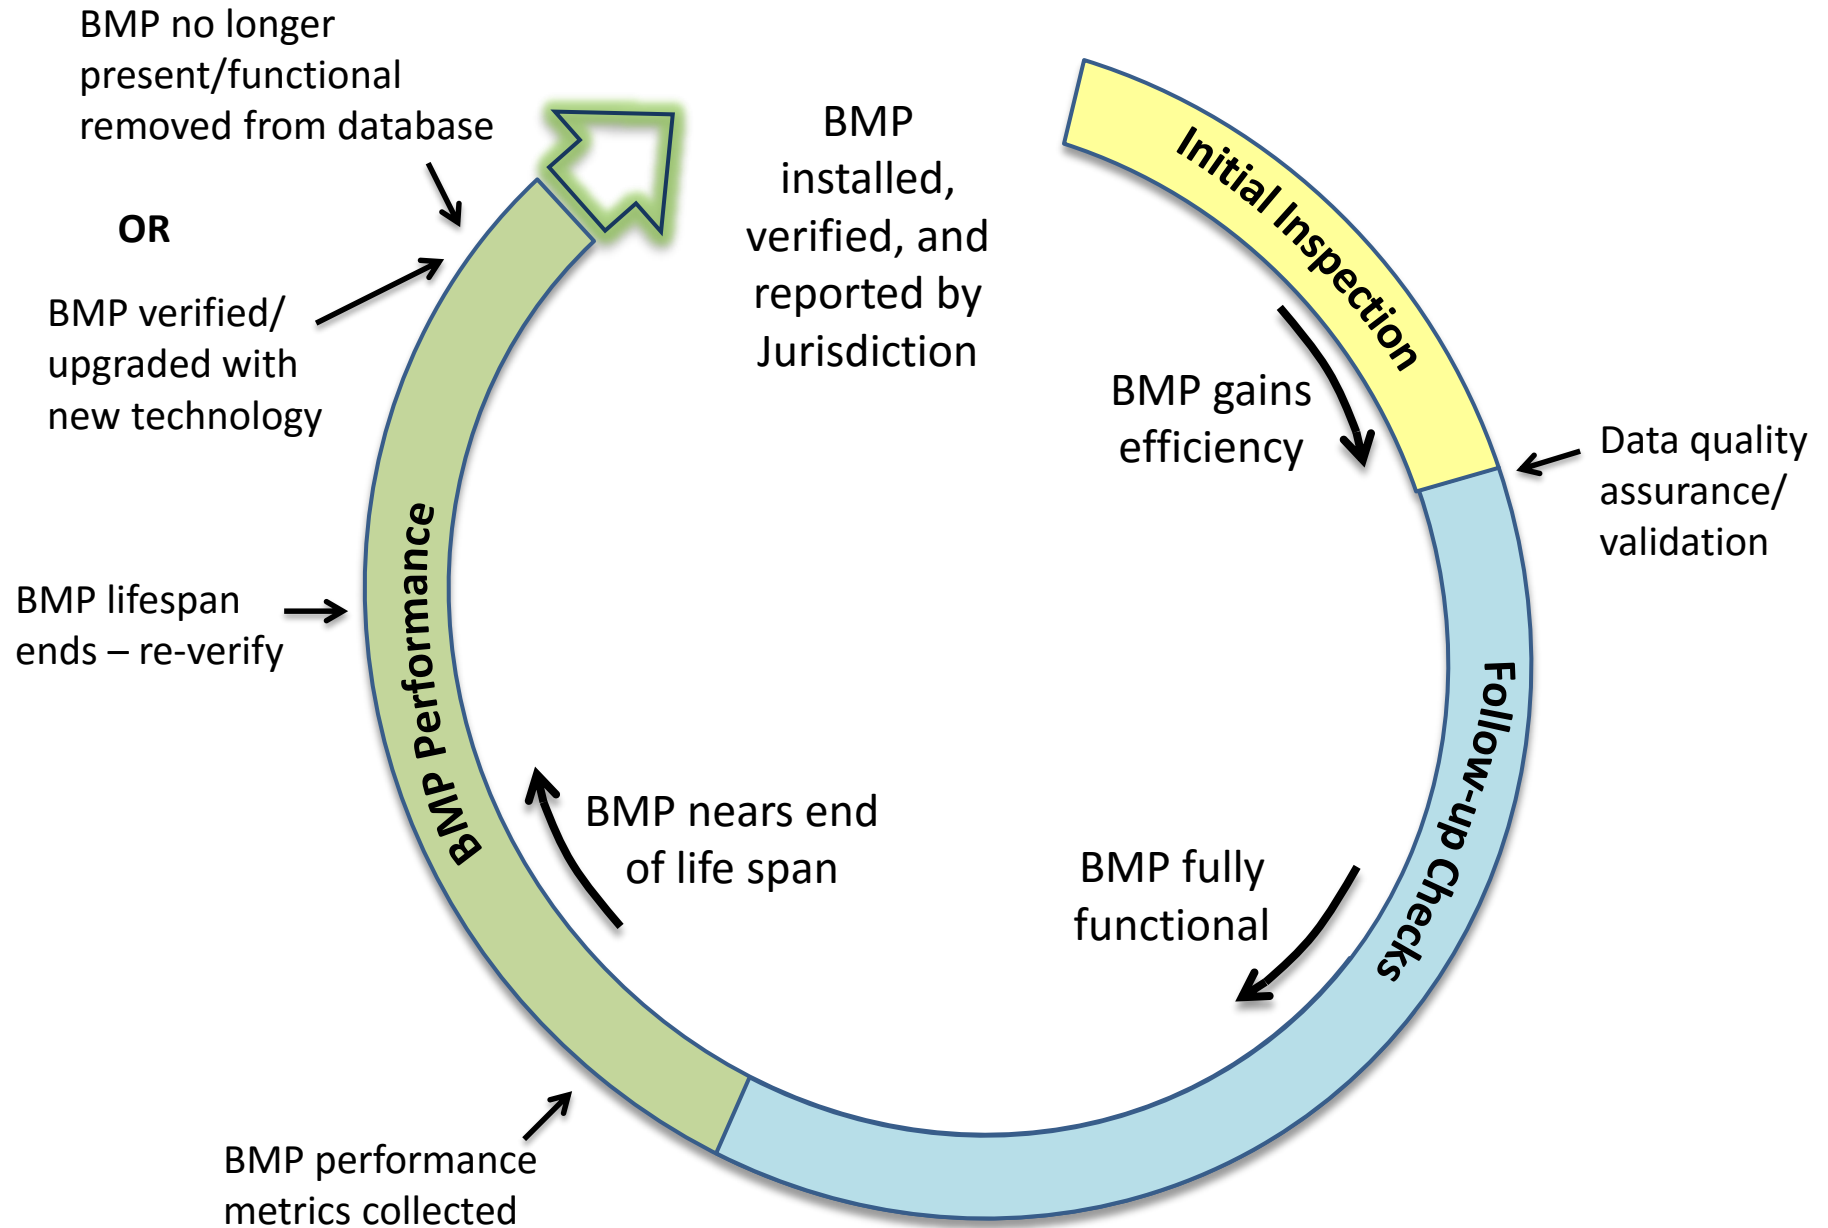 BMP no longer
present/functional
removed from database
OR
BMP verified/
upgraded with
new technology
BMP lifespan
ends – re-verify
BMP performance
metrics collected
BMP
installed,
verified, and
reported by
Jurisdiction
Initial Inspection
BMP gains
efficiency
Data quality
assurance/
validation
Follow-up Checks
BMP fully
functional
BMP nears end
of life span
BMP Performance